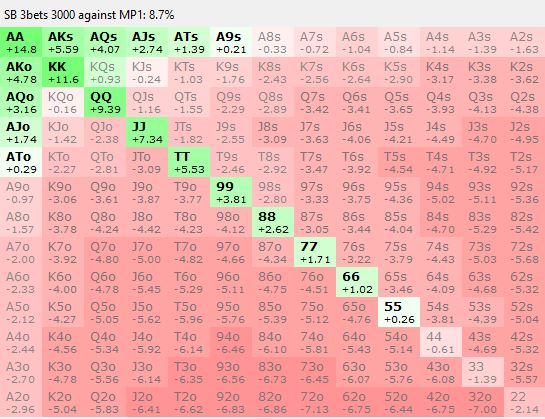 SB 3bets 3000 against MP1: 8.7%
AA AKs AQs AJs ATs A9s A8s A7s A6s A5s A4s A3s A2s
+14.8 +5.59 +4.07 +2.74 +1.39 +0.21 -0.33 -0.72 -1.04 -0.84 -1.14 -1.39 -1.63
AKo KK KQs KJs KTs K9s K8s K7s K6s K5s K4s K3s K2s
+4.78 +11.6 +0.93 -0.24 -1.03 -1.76 -2.43 -2.56 -2.64 -2.90 -3.17 -3.38 -3.62
AQo KQo QQ QJs QTs Q9s Q8s Q7s Q6s Q5s Q4s Q3s Q2s
+3.16 -0.16 +9.39 -1.16 -1.55 -2.29 -2.89 -3.42 -3.41 -3.65 -3.93 -4.13 -4.38
AJo KJo QJo JJ JTs J9s J8s J7s J6s J5s J4s J3s J2s
+1.74 -1.42 -2.38 +7.34 -1.82 -2.55 -3.09 -3.63 -4.06 -4.21 -4.49 -4.70 -4.95
ATo KTo QTo JTo TT T9s T8s T7s T6s T5s T4s T3s T2s
+0.29 -2.27 -2.81 -3.09 +5.53 -2.46 -2.92 -3.47 -3.92 -4.54 -4.71 -4.92 -5.17
A9o K9o Q9o J9o T9o 99 98s 97s 96s 95s 94s 93s 92s
-0.97 -3.06 -3.61 -3.87 -3.77 +3.81 -2.89 -3.33 -3.75 -4.36 -5.02 -5.11 -5.36
A8o K8o Q8o J8o T8o 98o 88 87s 86s 85s 84s 83s 82s
-1.57 -3.78 -4.24 -4.42 -4.23 -4.12 +2.62 -3.05 -3.44 -4.04 -4.70 -5.29 -5.42
A7o K7o Q7o J7o T7o 97o 87o 77 76s 75s 74s 73s 72s
-2.00 -3.92 -4.80 -5.00 -4.82 -4.66 -4.34 +1.71 -3.22 -3.79 -4.43 -5.03 -5.68
A6o K6o Q6o J6o T6o 96o 86o 76o 66 65s 64s 63s 62s
-2.33 -4.00 -4.78 -5.45 -5.29 -5.11 -4.75 -4.51 +1.02 -3.46 -4.09 -4.68 -5.32
A5o K5o Q5o J5o T5o 95o 85o 75o 65o 55 54s 53s 52s
-2.12 -4.27 -5.05 -5.62 -5.96 -5.76 -5.39 -5.12 -4.76 +0.26 -3.81 -4.39 -5.04
A4o K4o Q4o J4o T4o 94o 84o 74o 64o 54o 44 43s 42s
-2.44 -4.56 -5.34 -5.92 -6.14 -6.46 -6.10 -5.81 -5.43 -5.14 -0.61 -4.69 -5.32
A3o K3o Q3o J3o T3o 93o 83o 73o 63o 53o 43o 33 32s
-2.70 -4.78 -5.56 -6.14 -6.35 -6.56 -6.73 -6.45 -6.07 -5.76 -6.08 -1.39 -5.57
A2o K2o Q2o J2o T2o 92o 82o 72o 62o 52o 42o 32o 22
-2.96 -5.04 -5.83 -6.41 -6.62 -6.83 -6.86 -7.13 -6.75 -6.44 -6.75 -7.00 -2.14